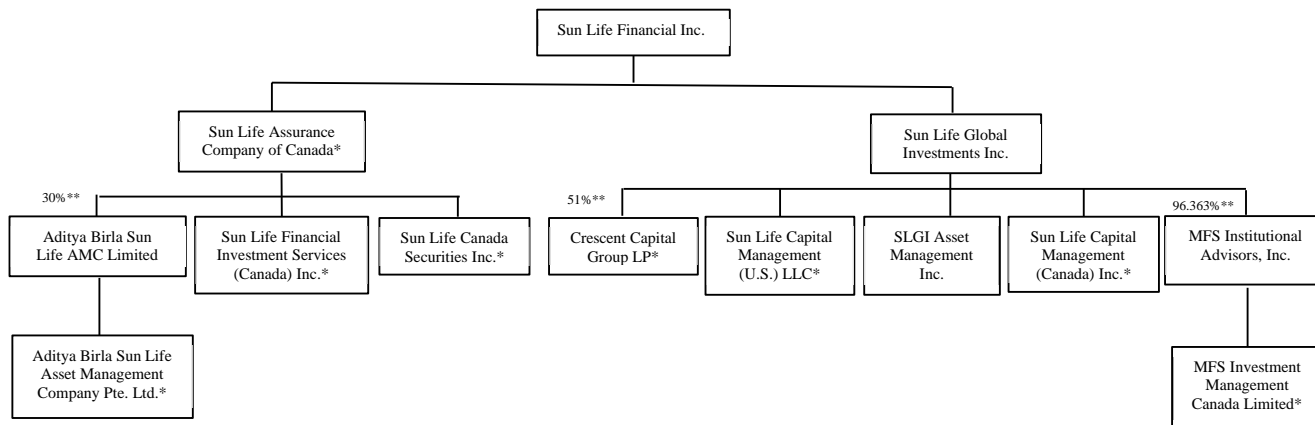 Sun Life Financial Inc.
Sun Life Assurance
Company of Canada*
Sun Life Global
Investments Inc.
30%**
51%**
96.363%**
Aditya Birla Sun
Life AMC Limited
Sun Life Financial
Investment Services
(Canada) Inc.*
Sun Life Canada
Securities Inc.*
Crescent Capital
Group LP*
Sun Life Capital
Management
(U.S.) LLC*
SLGI Asset
Management
Inc.
Sun Life Capital
Management
(Canada) Inc.*
MFS Institutional
Advisors, Inc.
Aditya Birla Sun Life
Asset Management
Company Pte. Ltd.*
MFS Investment
Management
Canada Limited*